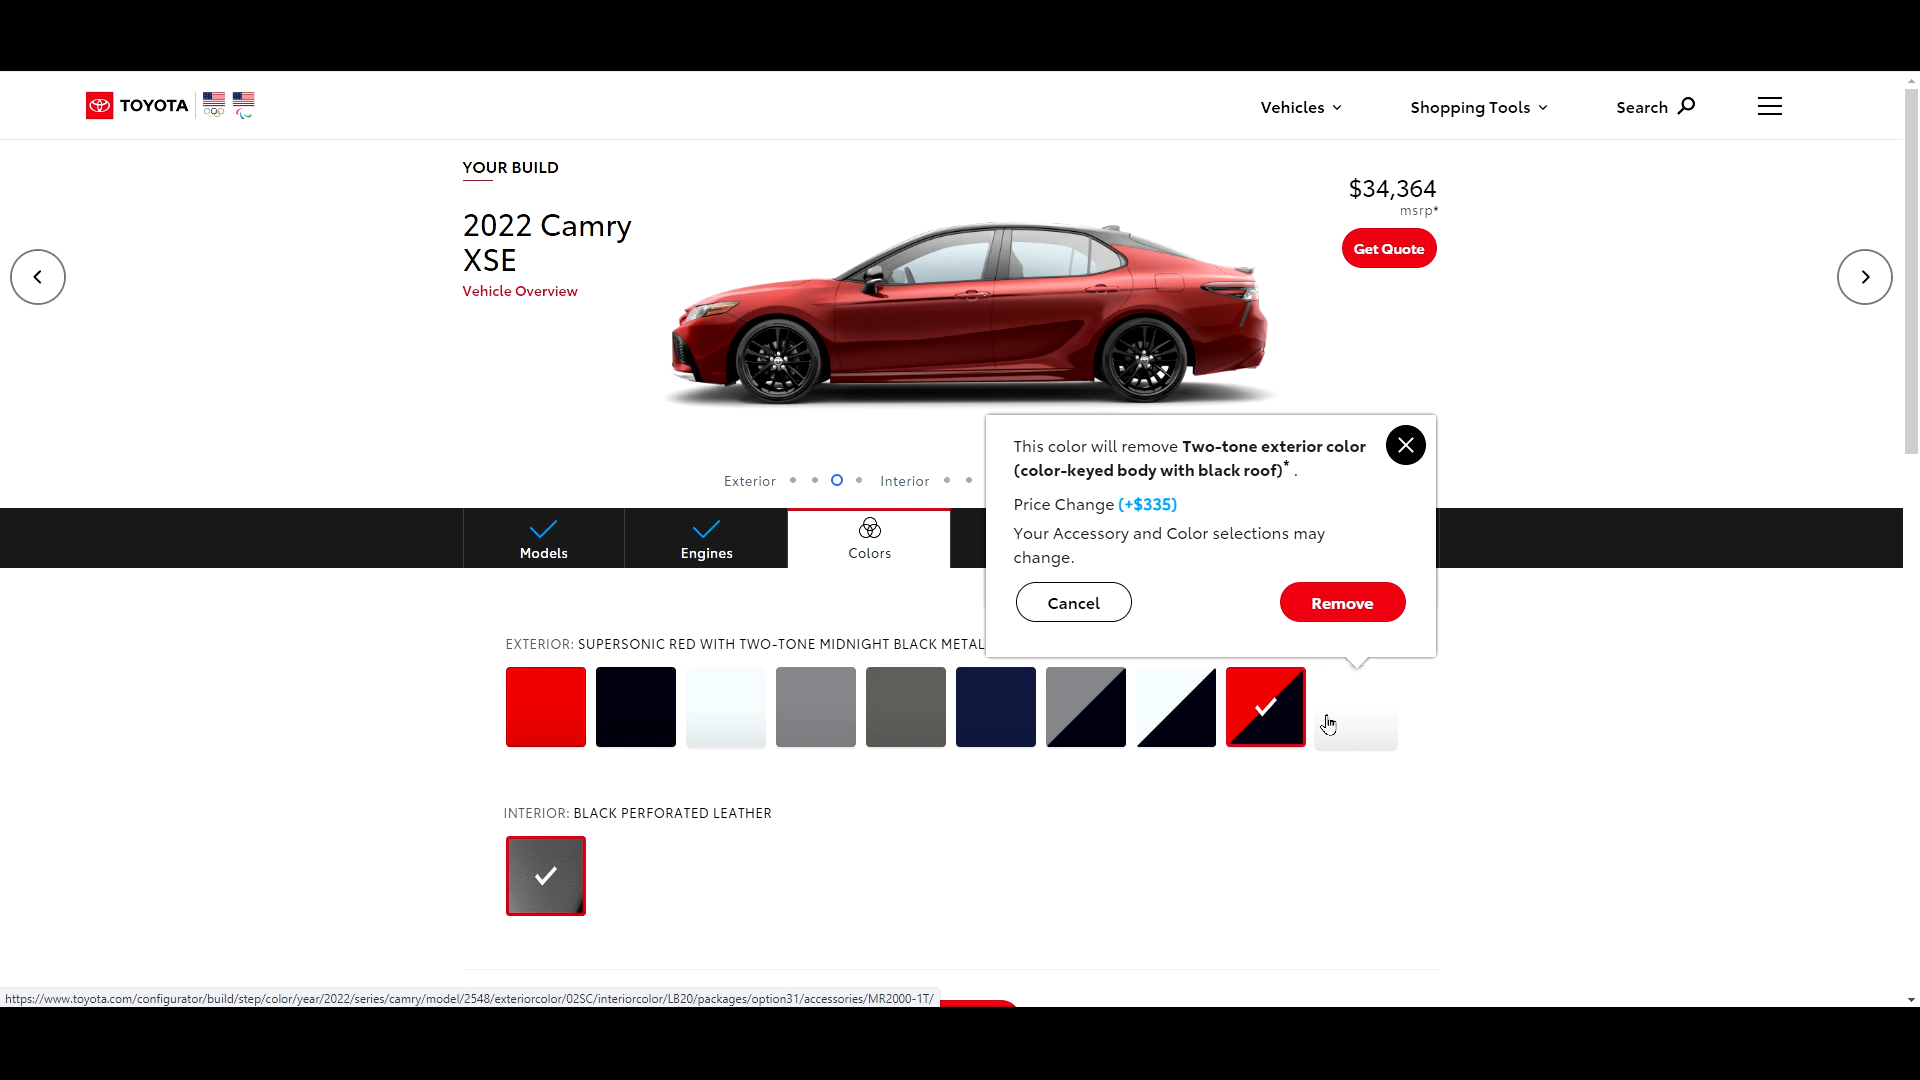 TOYOTA
Vehicles
Shopping Tools
Search
YOUR BUILD
$34,364
msrp*
2022 Camry
XSE
Get Quote
Vehicle Overview
This color will remove Two-tone exterior color
(color-keyed body with black roof)* .
Exterior
Interior
Price Change (+$335)
Your Accessory and Color selections may
change.
Models
Engines
Colors
Cancel
Remove
EXTERIOR: SUPERSONIC RED WITH TWO-TONE MIDNIGHT BLACK METAL
INTERIOR: BLACK PERFORATED LEATHER
https://www.toyota.com/configurator/build/step/color/year/2022/series/camry/model/2548/exteriorcolor/02SC/interiorcolor/LB20/packages/option31/accessories/MR2000-1T/